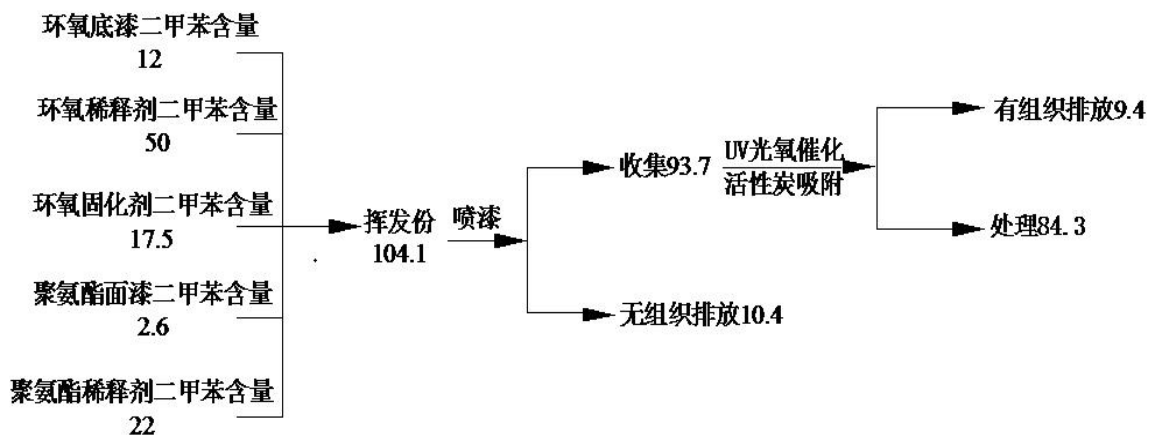 环氧底漆二甲苯含量
12
环氧稀释剂二甲苯含量
50
环氧固化剂二甲苯含量
17.5
聚氨酯面漆二甲苯含量
2.6
聚氨酯稀释剂二甲苯含量
22
挥发份
104.1
喷漆
收集93.7
UV光氧催化
活性炭吸附
有组织排放9.4
处理84.3
无组织排放10.4